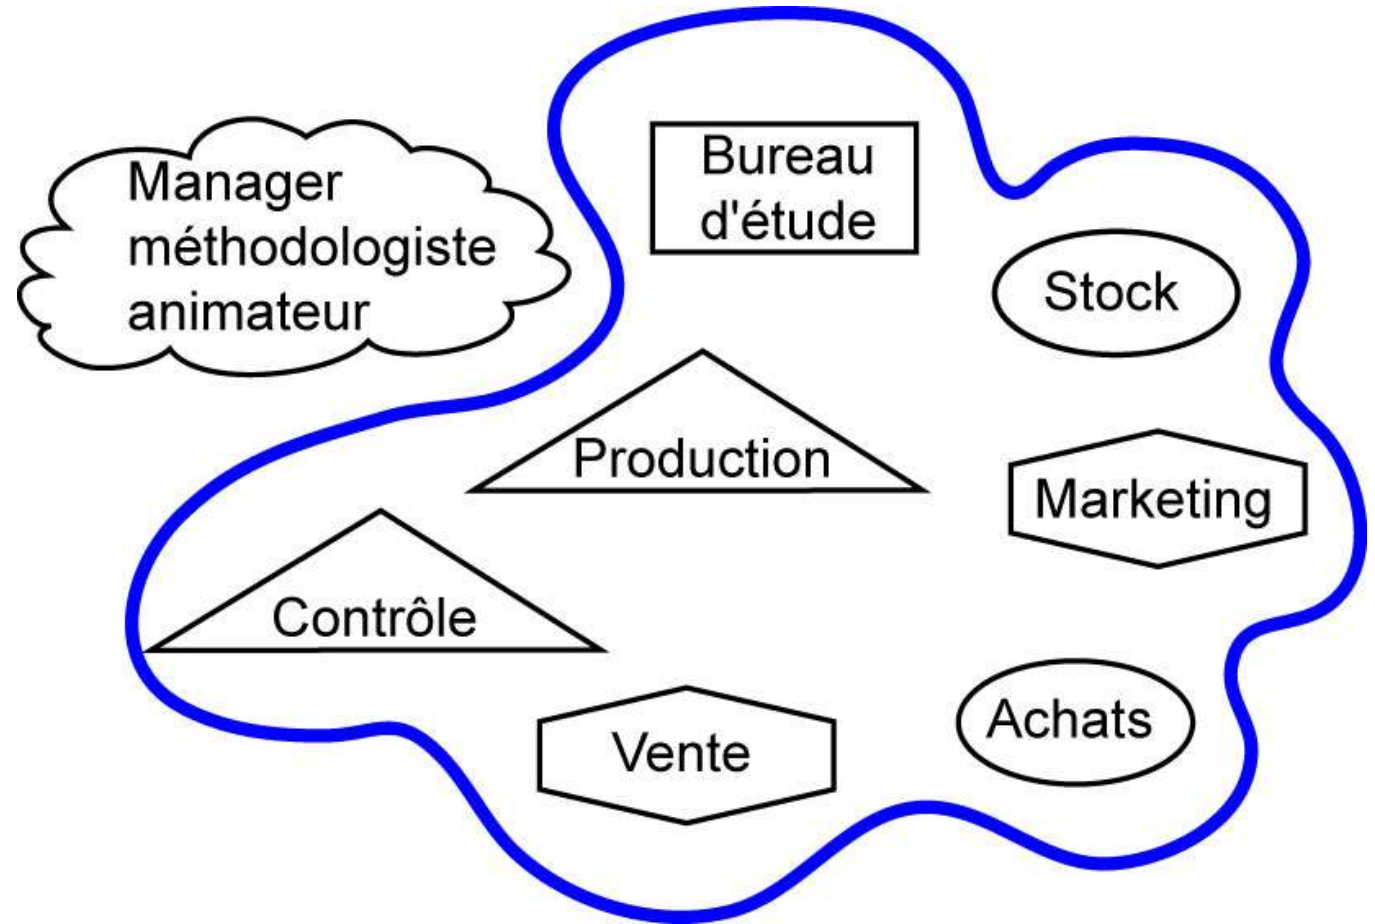 Manager
méthodologiste
animateur
Bureau
d'étude
Stock
Production
Marketing
Contrôle
Vente
Achats